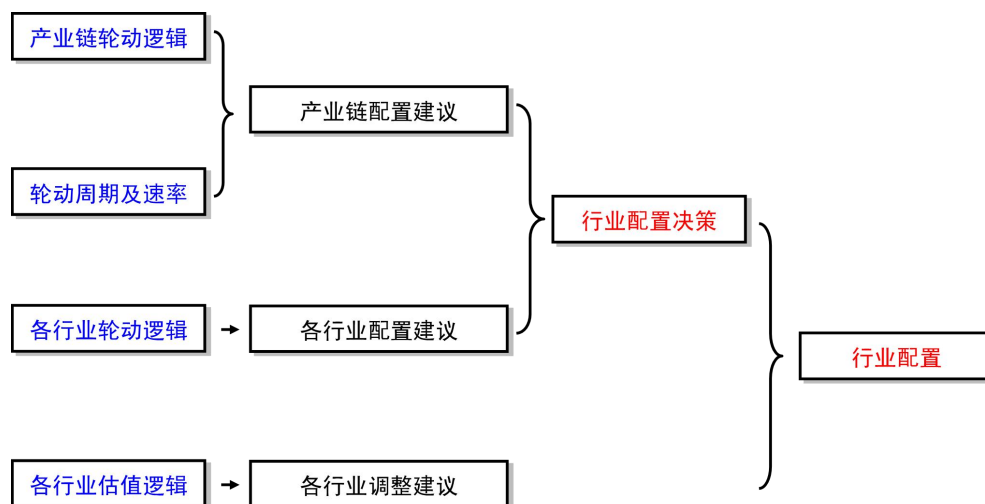 产业链轮动逻辑
产业链配置建议
轮动周期及速率
行业配置决策
各行业轮动逻辑
各行业配置建议
行业配置
各行业估值逻辑
各行业调整建议